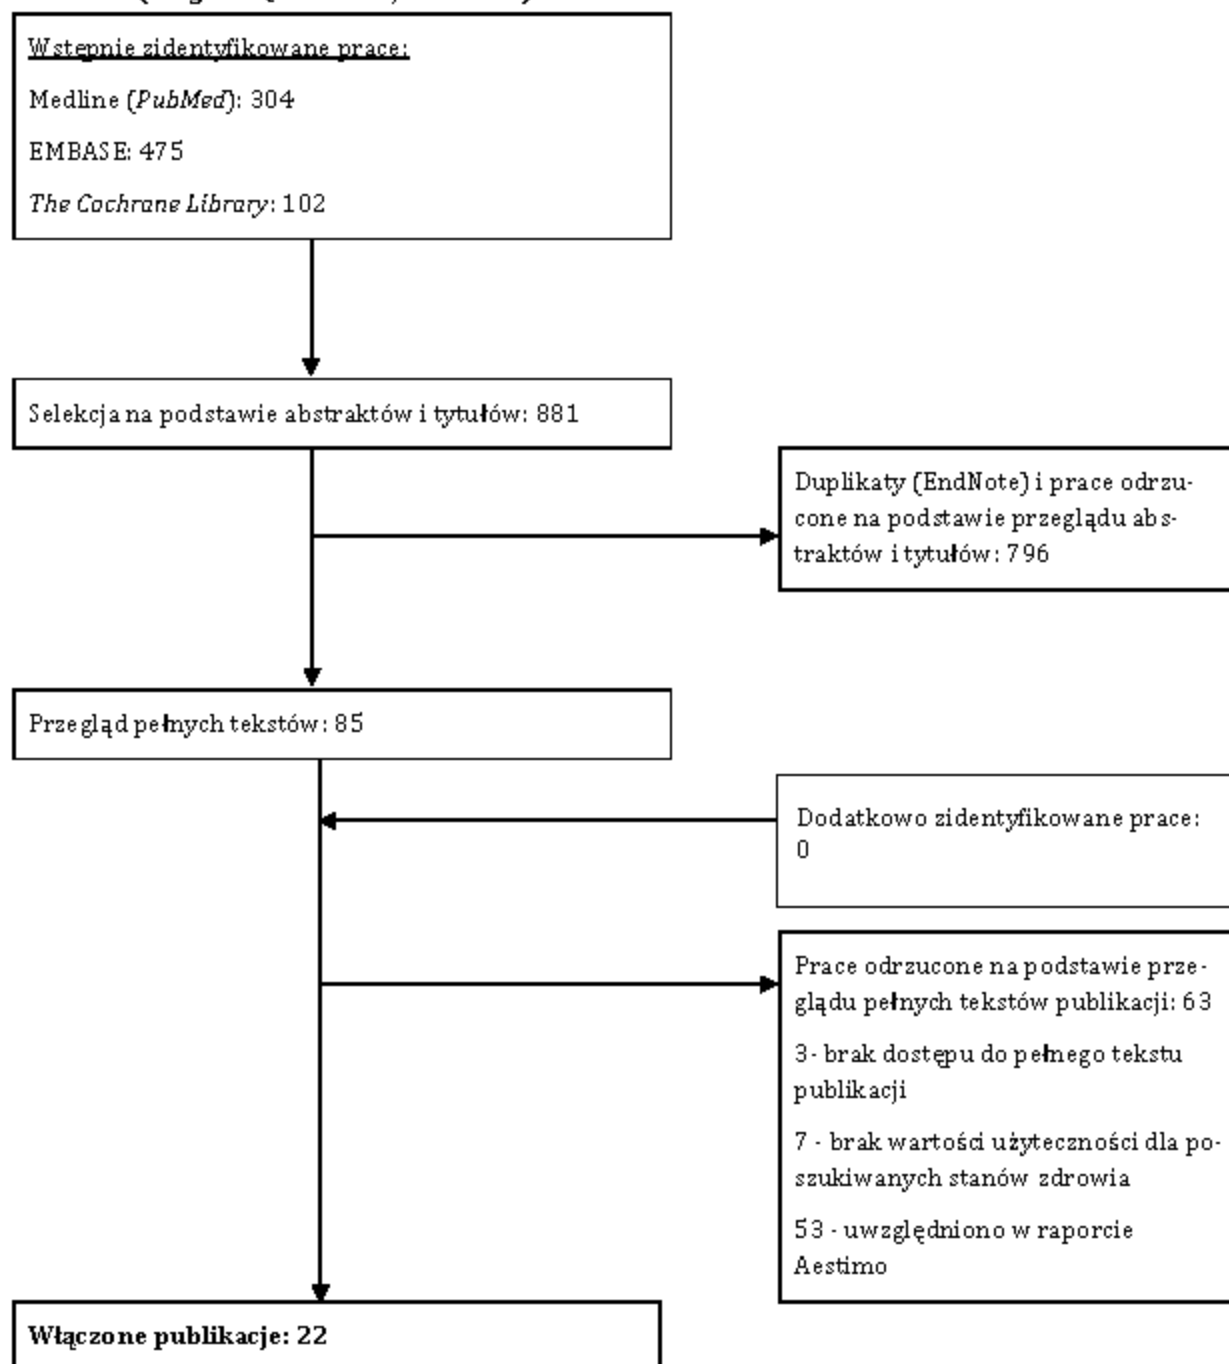 Wstępnie zidentyfikowane prace:
Medline (PubMed): 304
EMBASE: 475
The Cochrane Library: 102
Selekcja na podstawie abstraktów i tytułów: 881
Duplikaty (EndNote) i prace odrzu-
cone na podstawie przeglądu abs-
traktów i tytułów: 796
Przegląd pełnych tekstów: 85
Dodatkowo zidentyfikowane prace:
0
Prace odrzucone na podstawie prze-
glądu pełnych tekstów publikacji: 63
3- brak dostępu do pełnego tekstu
publikacji
7 - brak wartości użyteczności dla po-
szukiwanych stanów zdrowia
53 - uwzględniono w raporcie
Aestimo
Włączone publikacje: 22